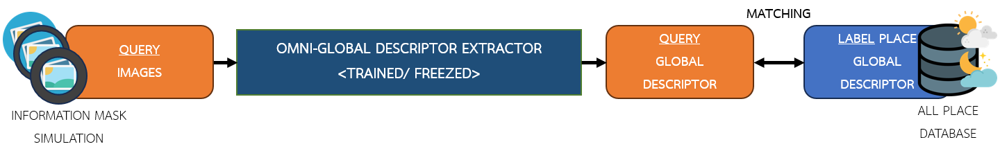 MATCHING
QUERY
IMAGES
OMNI-GLOBAL DESCRIPTOR EXTRACTOR
<TRAINED/ FREEZED>
QUERY
GLOBAL
DESCRIPTOR
LABEL PLACE
GLOBAL
DESCRIPTOR
INFORMATION MASK
SIMULATION
ALL PLACE
DATABASE